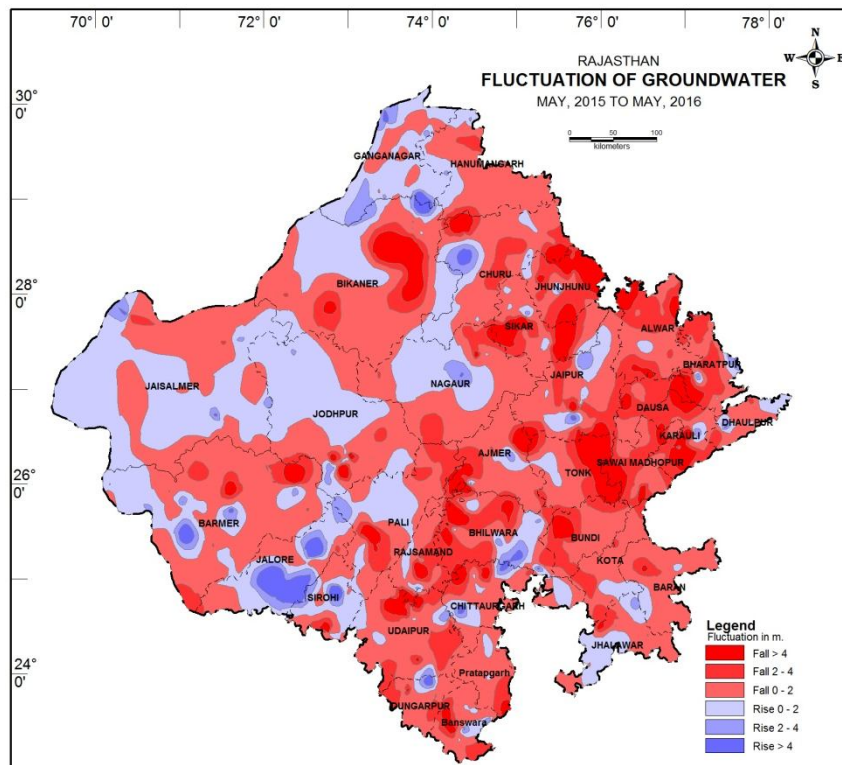 70° 0'
72° 0'
74° 0'
76° 0'
78° 0'
N
W
E
S
RAJASTHAN
FLUCTUATION OF GROUNDWATER
MAY, 2015 TO MAY, 2016
0 50 100
kilometers
30°
0'
28°
0'
26°
0'
24°
0'
GANGANAGAR
HANUMANGARH
BIKANER
CHURU
JHUNJHUNU
SIKAR
ALWAR
BHARATPUR
JAISALMER
NAGAUR
JAIPUR
DAUSA
JODHPUR
KARAULI
DHAULPUR
AJMER
TONK
SAWAI MADHOPUR
BARMER
PALI
BHILWARA
BUNDI
JALORE
RAJSAMAND
KOTA
SIROHI
CHITTAURGARH
BARAN
UDAIPUR
JHALAWAR
Pratapgarh
DUNGARPUR
Banswara
Legend
Fluctuation in m.
Fall > 4
Fall 2 - 4
Fall 0 - 2
Rise 0 - 2
Rise 2 - 4
Rise > 4